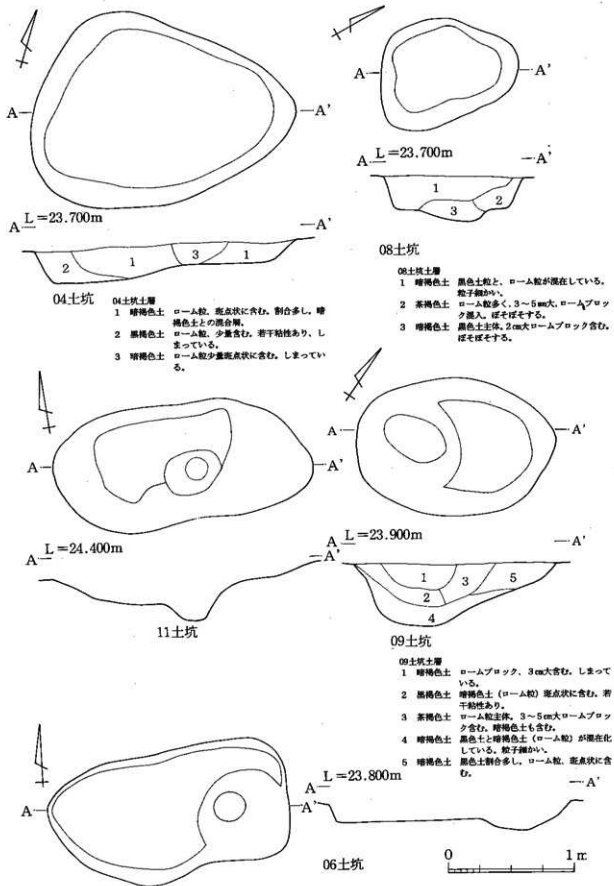 A
A'
A L=23.700m
A'
2
1
3
1
04土坑
04土坑土層
1 暗褐色土 ローム粒、斑点状に含む。割合多し。暗
褐色土との混合層。
2 黒褐色土 ローム粒、少量含む。若干粘性あり、し
まっている。
3 暗褐色土 ローム粒少量斑点状に含む。しまってい
る。
A
A'
A L=23.700m
A'
1
2
3
08土坑
08土坑土層
1 暗褐色土 黒色土粒と、ローム粒が混在している。
粒子細かい。
2 茶褐色土 ローム粒多く、3～5㎜大、ロームブロッ
ク混入。ぼそぼそする。
3 暗褐色土 黒色土主体、2㎝大ロームブロック含む。
ぼそぼそする。
A
A'
A L=24.400m
A'
11土坑
A
A'
A L=23.900m
A'
1
2
3
5
4
09土坑
09土坑土層
1 暗褐色土 ロームブロック、3㎝大含む。しまって
いる。
2 黒褐色土 暗褐色土（ローム粒）斑点状に含む。若
干粘性あり。
3 茶褐色土 ローム粒主体。3～5㎝大ロームブロッ
ク含む。暗褐色土も含む。
4 暗褐色土 黒色土と暗褐色土（ローム粒）が混在化
している。粒子細かい。
5 暗褐色土 黒色土割合多し。ローム粒、斑点状に含
む。
A
A'
A L=23.800m
A'
06土坑
0 1m